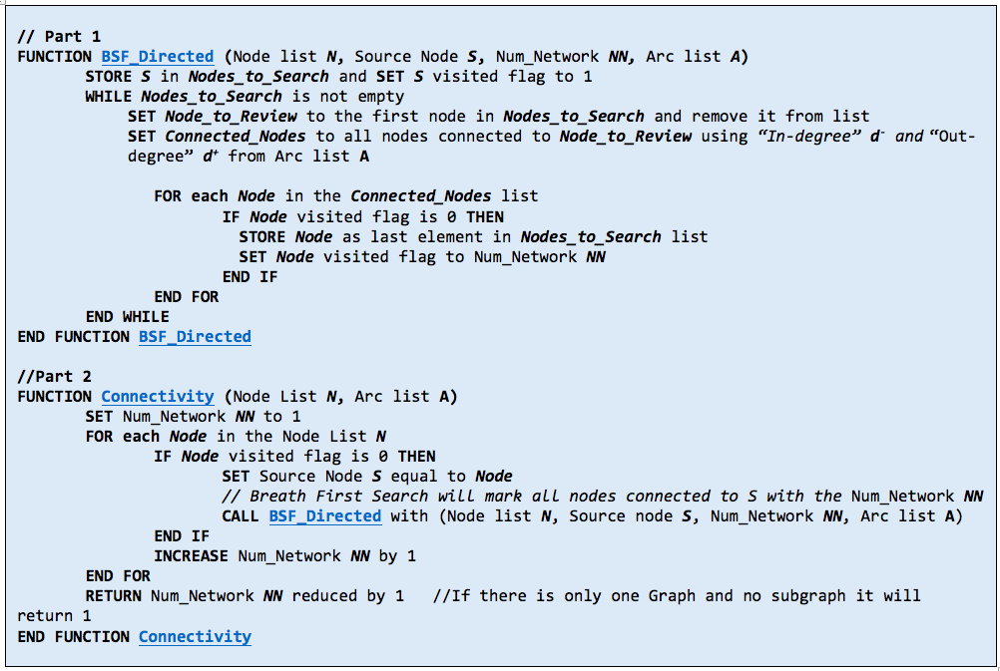 // Part 1
FUNCTION BSF_Directed (Node list N, Source Node S, Num_Network NN, Arc list A)
STORE S in Nodes_to_Search and SET S visited flag to 1
WHILE Nodes_to_Search is not empty
SET Node_to_Review to the first node in Nodes_to_Search and remove it from list
SET Connected_Nodes to all nodes connected to Node_to_Review using “In-degree” d- and “Out-
degree” d+ from Arc list A
FOR each Node in the Connected_Nodes list
IF Node visited flag is 0 THEN
STORE Node as last element in Nodes_to_Search list
SET Node visited flag to Num_Network NN
END IF
END FOR
END WHILE
END FUNCTION BSF_Directed
//Part 2
FUNCTION Connectivity (Node List N, Arc list A)
SET Num_Network NN to 1
FOR each Node in the Node List N
IF Node visited flag is 0 THEN
SET Source Node S equal to Node
// Breath First Search will mark all nodes connected to S with the Num_Network NN
CALL BSF_Directed with (Node list N, Source node S, Num_Network NN, Arc list A)
END IF
INCREASE Num_Network NN by 1
END FOR
RETURN Num_Network NN reduced by 1 //If there is only one Graph and no subgraph it will
return 1
END FUNCTION Connectivity